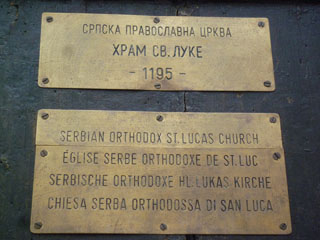 СРПСКА ПРАВОСЛАВНА ЦРКВА
ХРАМ СВ. ЛУКЕ
- 1195 -
SERBIAN ORTHODOX ST. LUCAS CHURCH
ÉGLISE SERBE ORTHODOXE DE ST. LUC
SERBISCHE ORTHODOXE HL. LUKAS KIRCHE
CHIESA SERBA ORTHODOSSA DI SAN LUCA